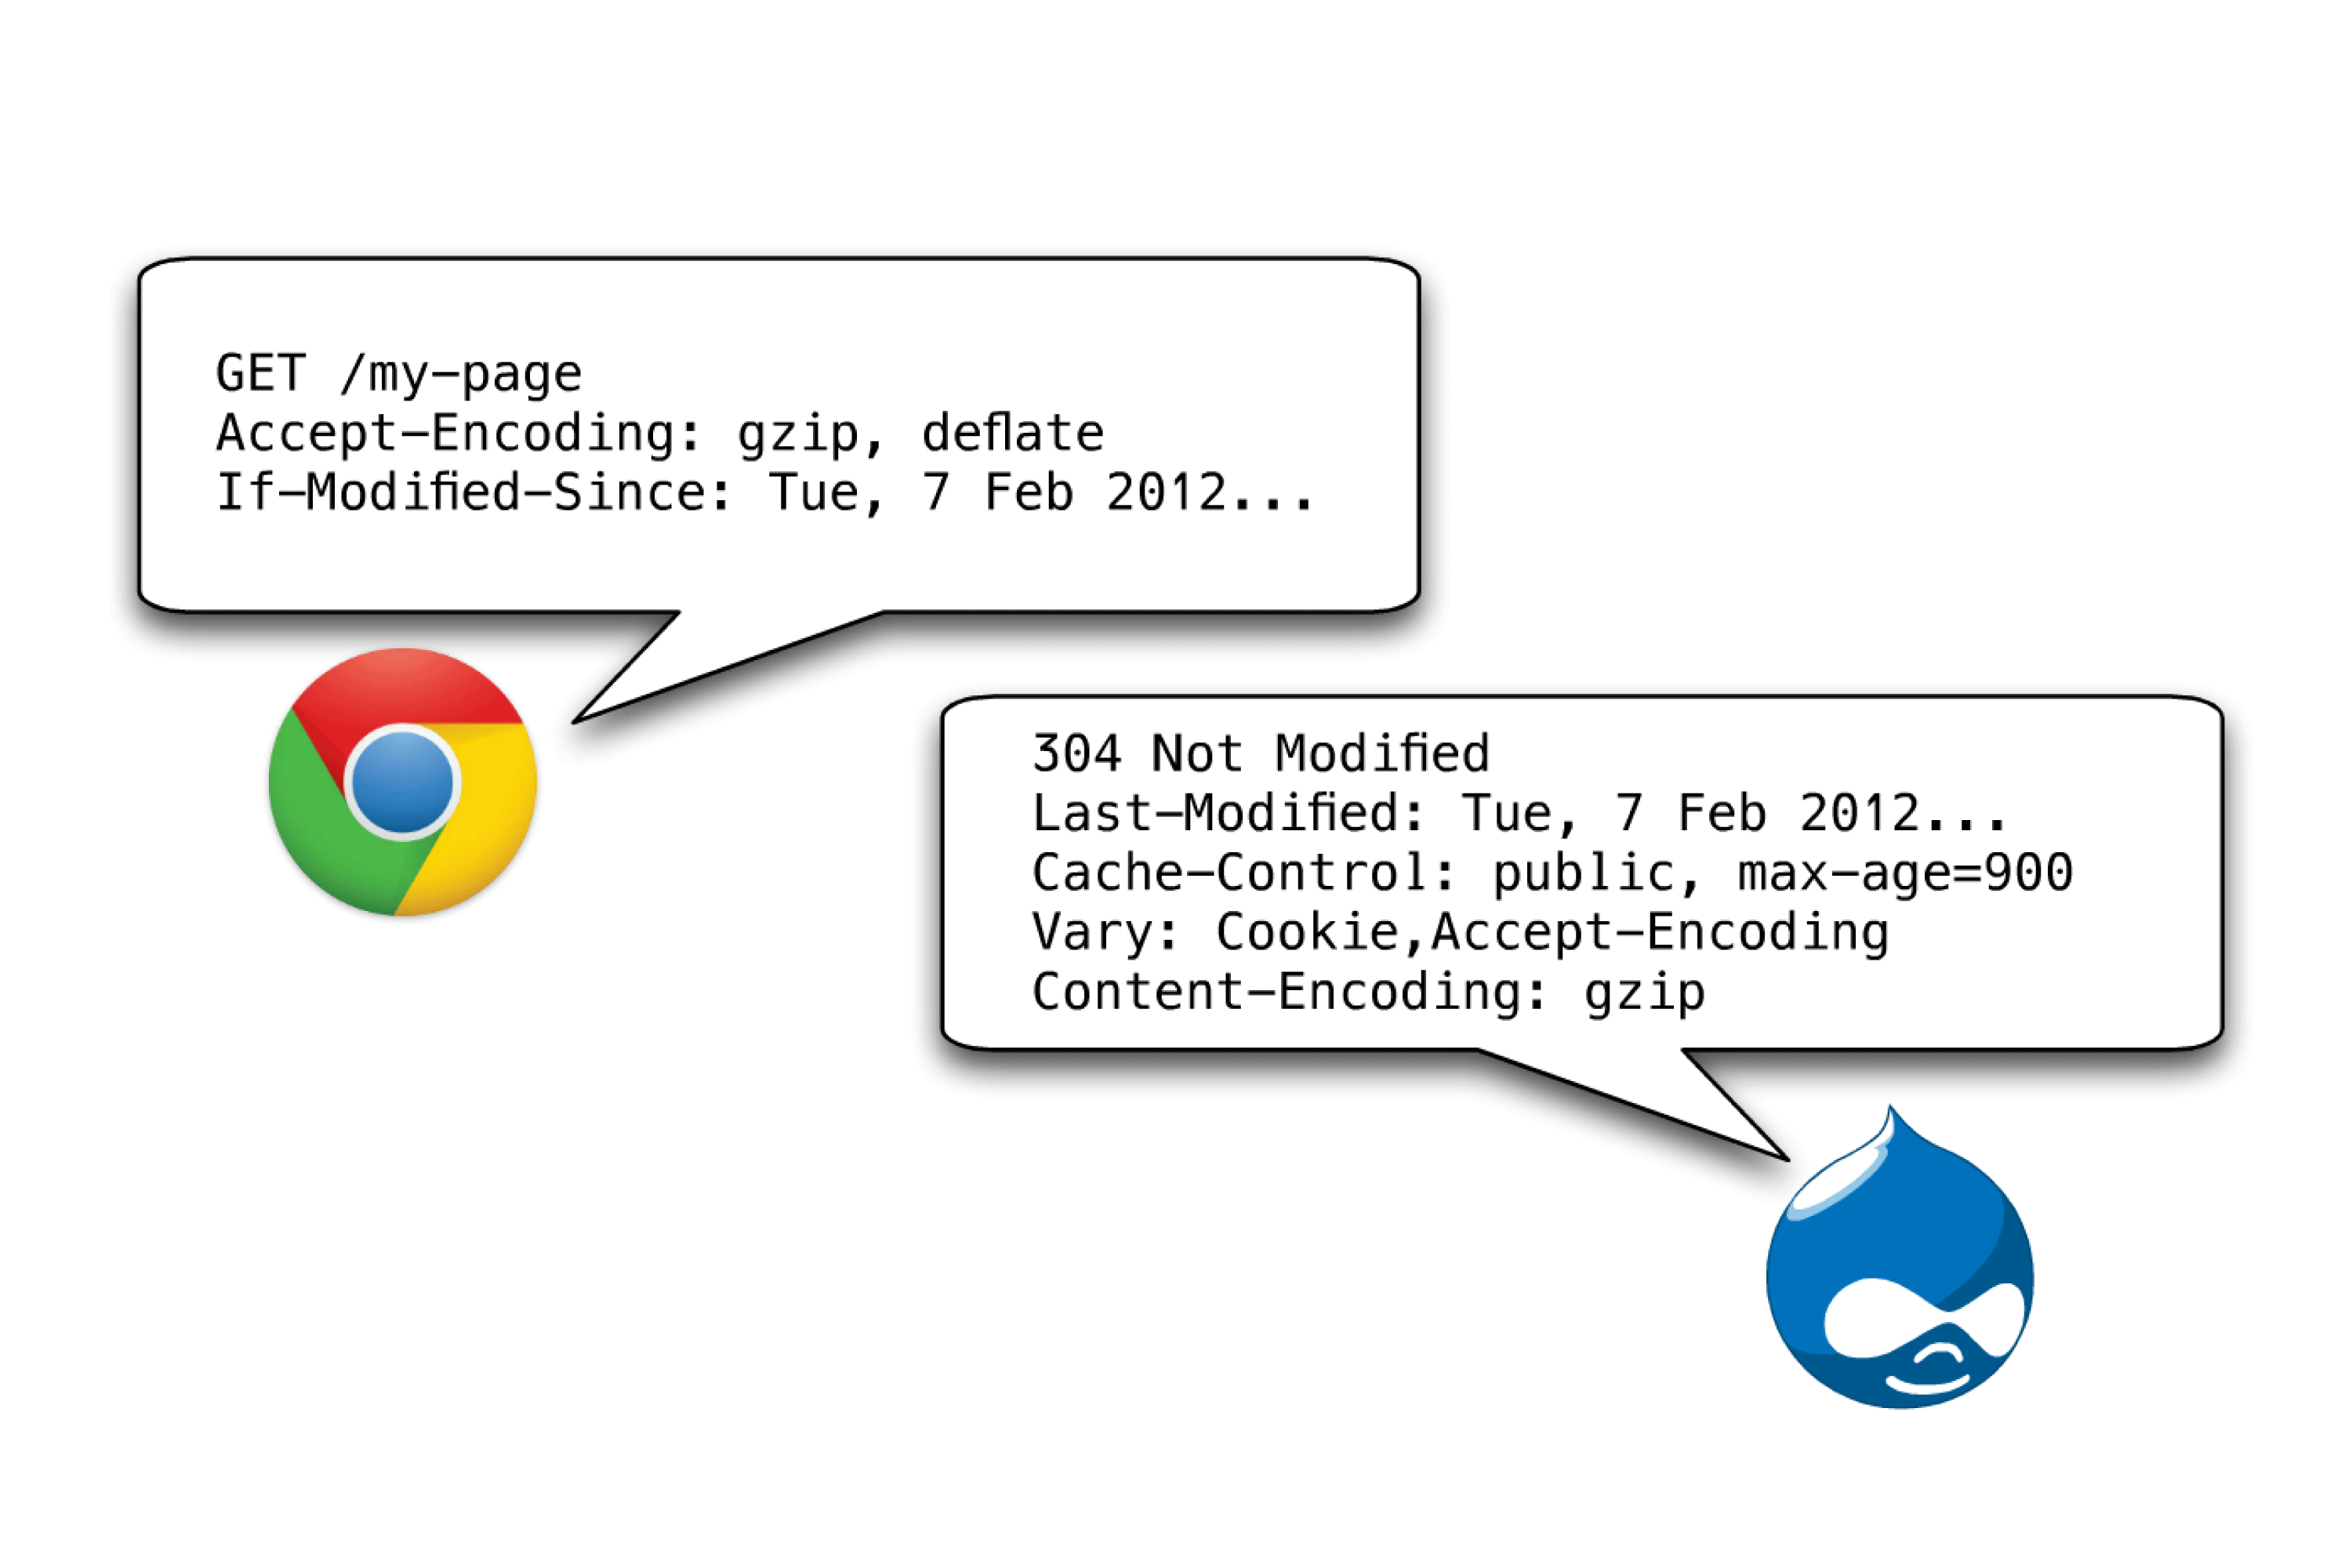 GET /my-page
Accept-Encoding: gzip, deflate
If-Modified-Since: Tue, 7 Feb 2012...
304 Not Modified
Last-Modified: Tue, 7 Feb 2012...
Cache-Control: public, max-age=900
Vary: Cookie,Accept-Encoding
Content-Encoding: gzip